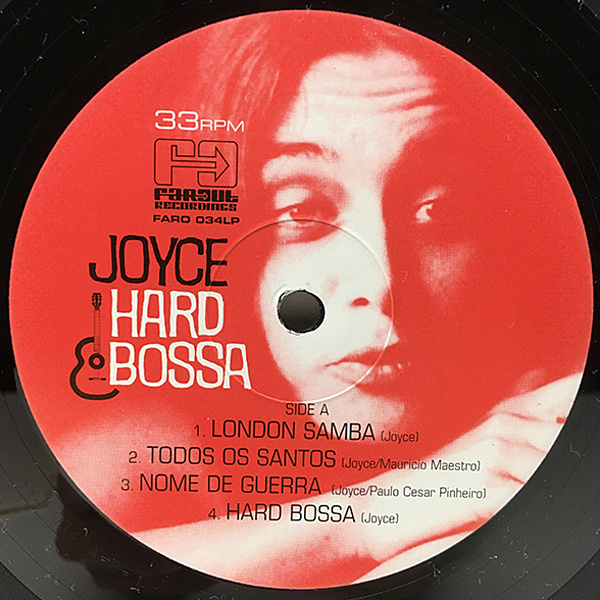 33RPM
FAROUT
RECORDINGS
FARO 034LP
JOYCE
HARD
BOSSA
SIDE A
1. LONDON SAMBA (Joyce)
2. TODOS OS SANTOS (Joyce/Mauricio Maestro)
3. NOME DE GUERRA (Joyce/Paulo Cesar Pinheiro)
4. HARD BOSSA (Joyce)